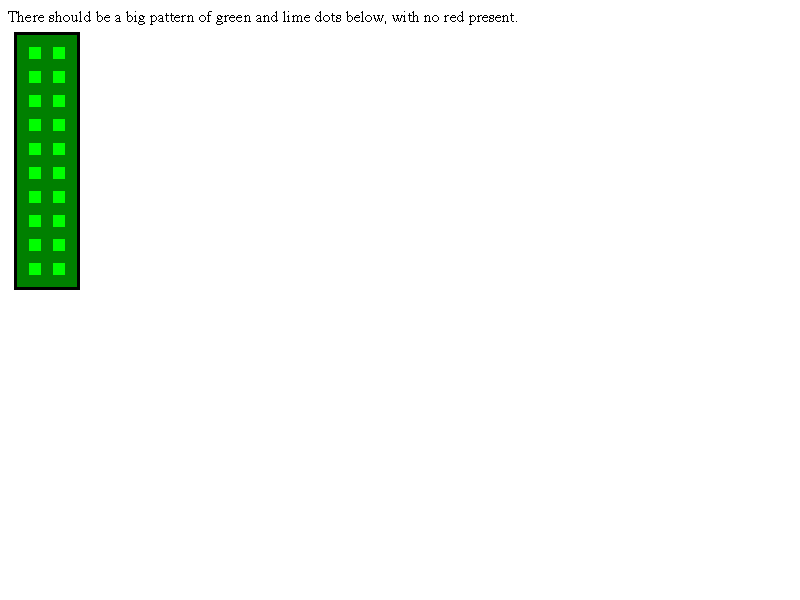 There should be a big pattern of green and lime dots below, with no red present.